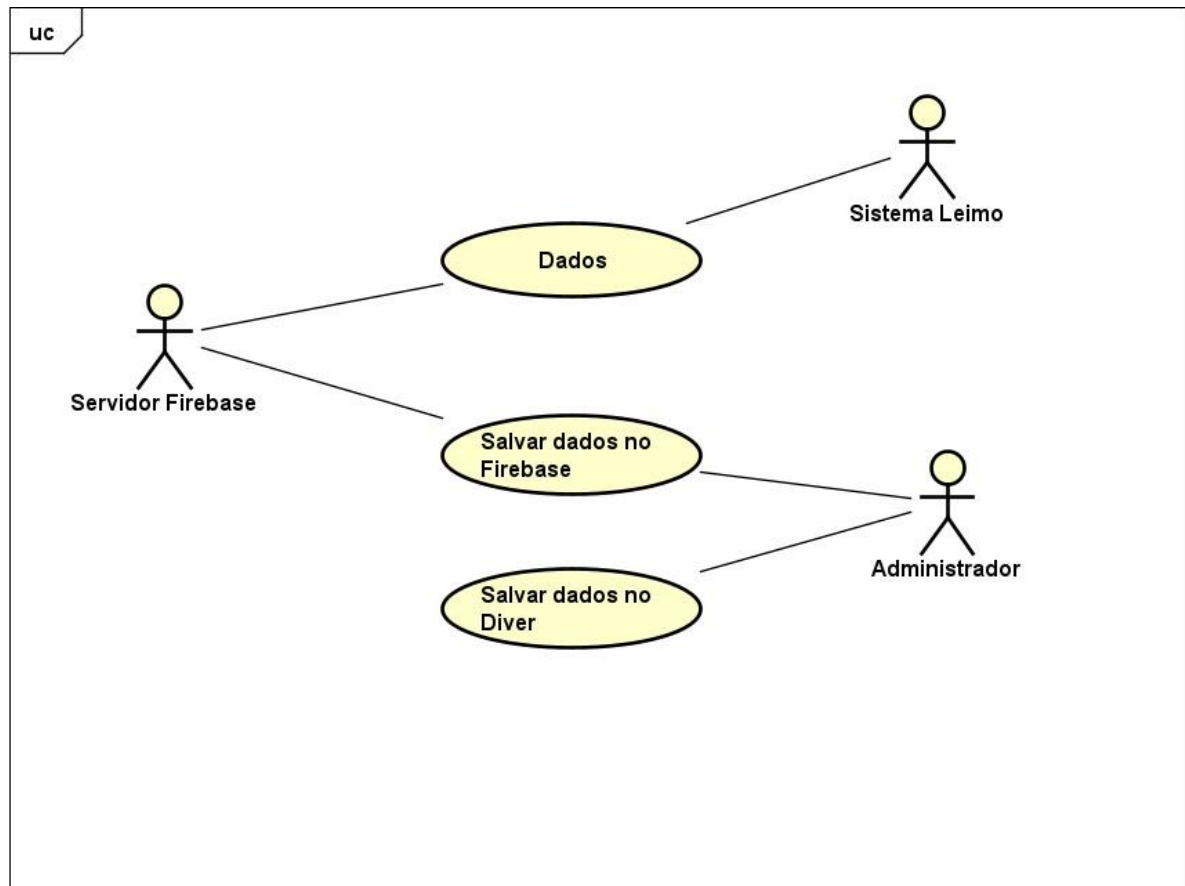 uc
Sistema Leimo
Dados
Servidor Firebase
Salvar dados no
Firebase
Administrador
Salvar dados no
Diver